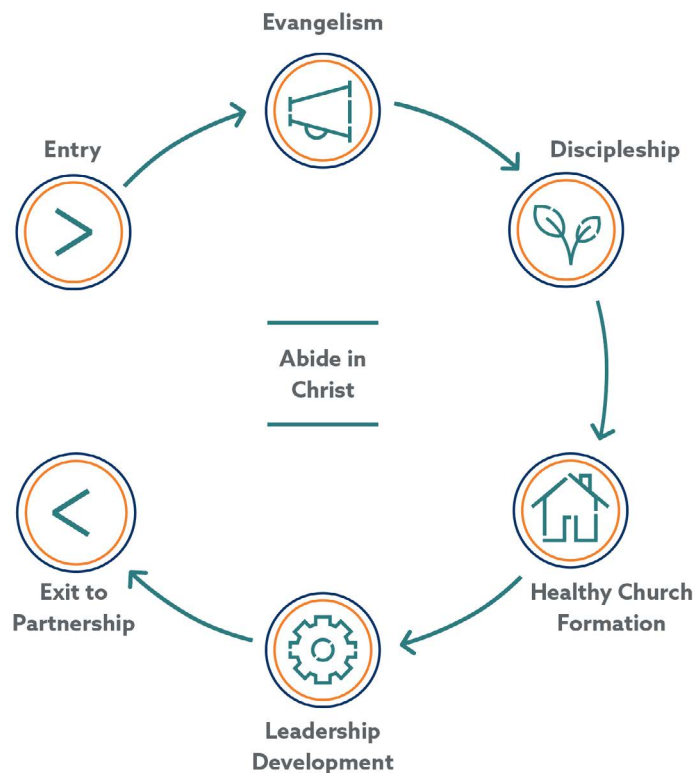 Evangelism
Entry
Discipleship
Abide in
Christ
Healthy Church
Formation
Leadership
Development
Exit to
Partnership